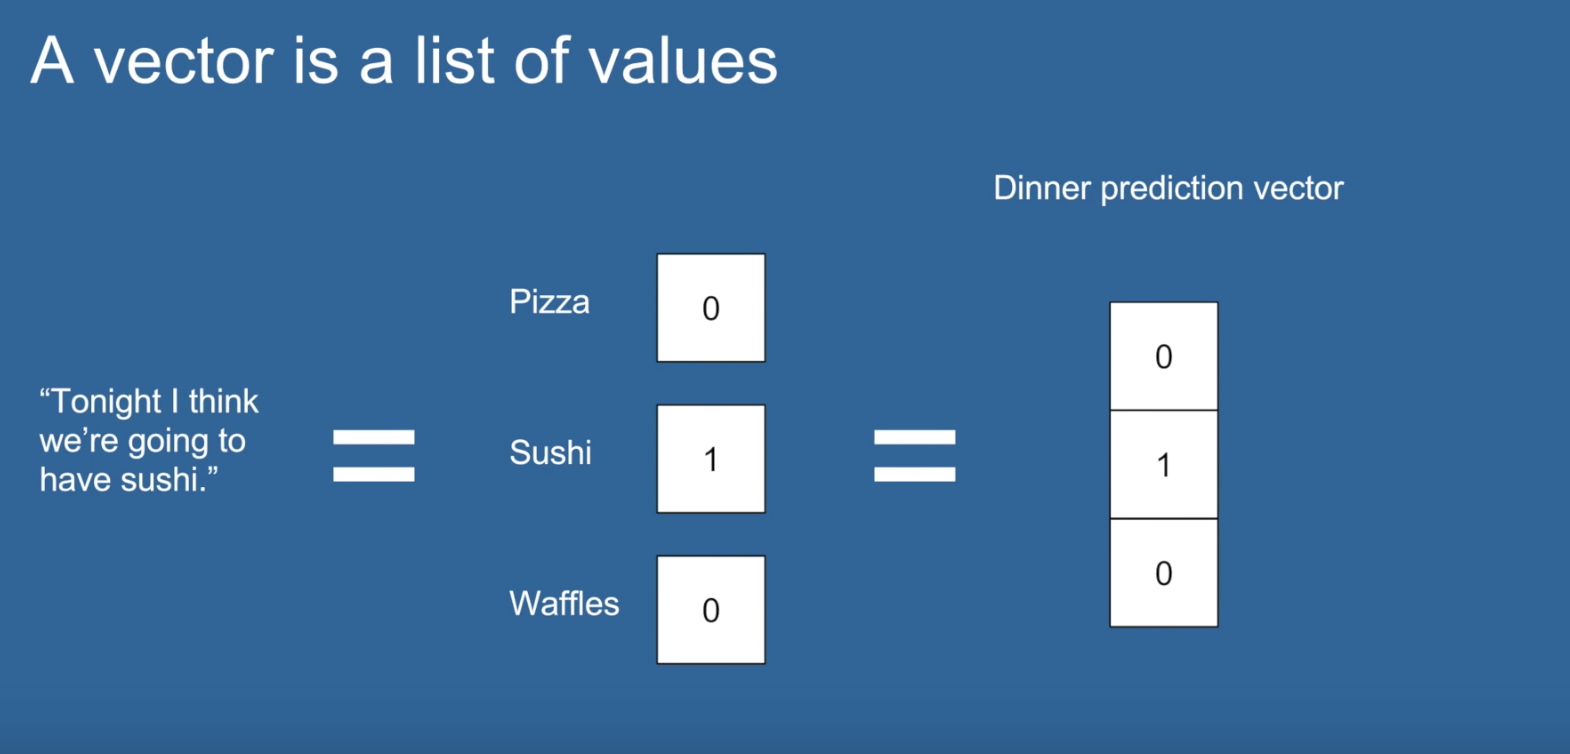 A vector is a list of values
Dinner prediction vector
“Tonight I think
we’re going to
have sushi.”
=
Pizza 0
Sushi 1
Waffles 0
=
0
1
0